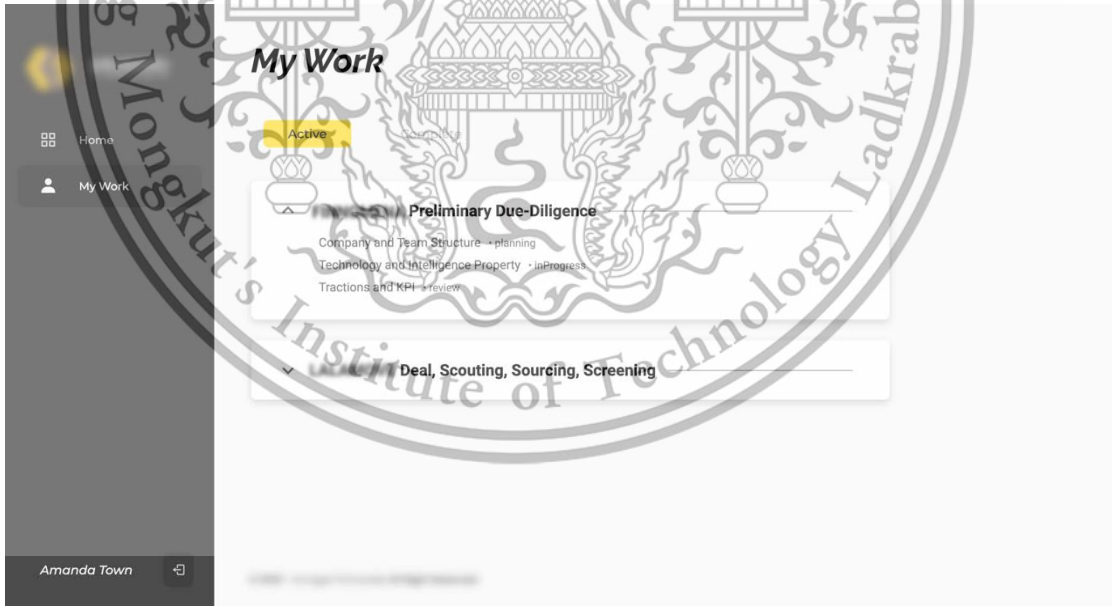 My Work
Home
My Work
Active
Complete
Preliminary Due-Diligence
Company and Team Structure • planning
Technology and Intelligence Property • inProgress
Tractions and KPI • review
Deal, Scouting, Sourcing, Screening
Amanda Town
Mongkut's Institute of Technology Ladkrab